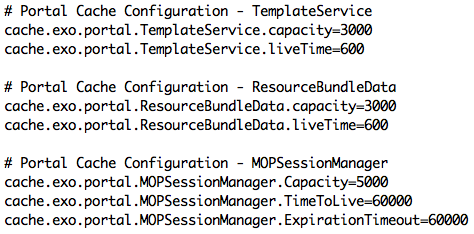 # Portal Cache Configuration - TemplateService
cache.exo.portal.TemplateService.capacity=3000
cache.exo.portal.TemplateService.liveTime=600
# Portal Cache Configuration - ResourceBundleData
cache.exo.portal.ResourceBundleData.capacity=3000
cache.exo.portal.ResourceBundleData.liveTime=600
# Portal Cache Configuration - MOPSessionManager
cache.exo.portal.MOPSessionManager.Capacity=5000
cache.exo.portal.MOPSessionManager.TimeToLive=60000
cache.exo.portal.MOPSessionManager.ExpirationTimeout=60000